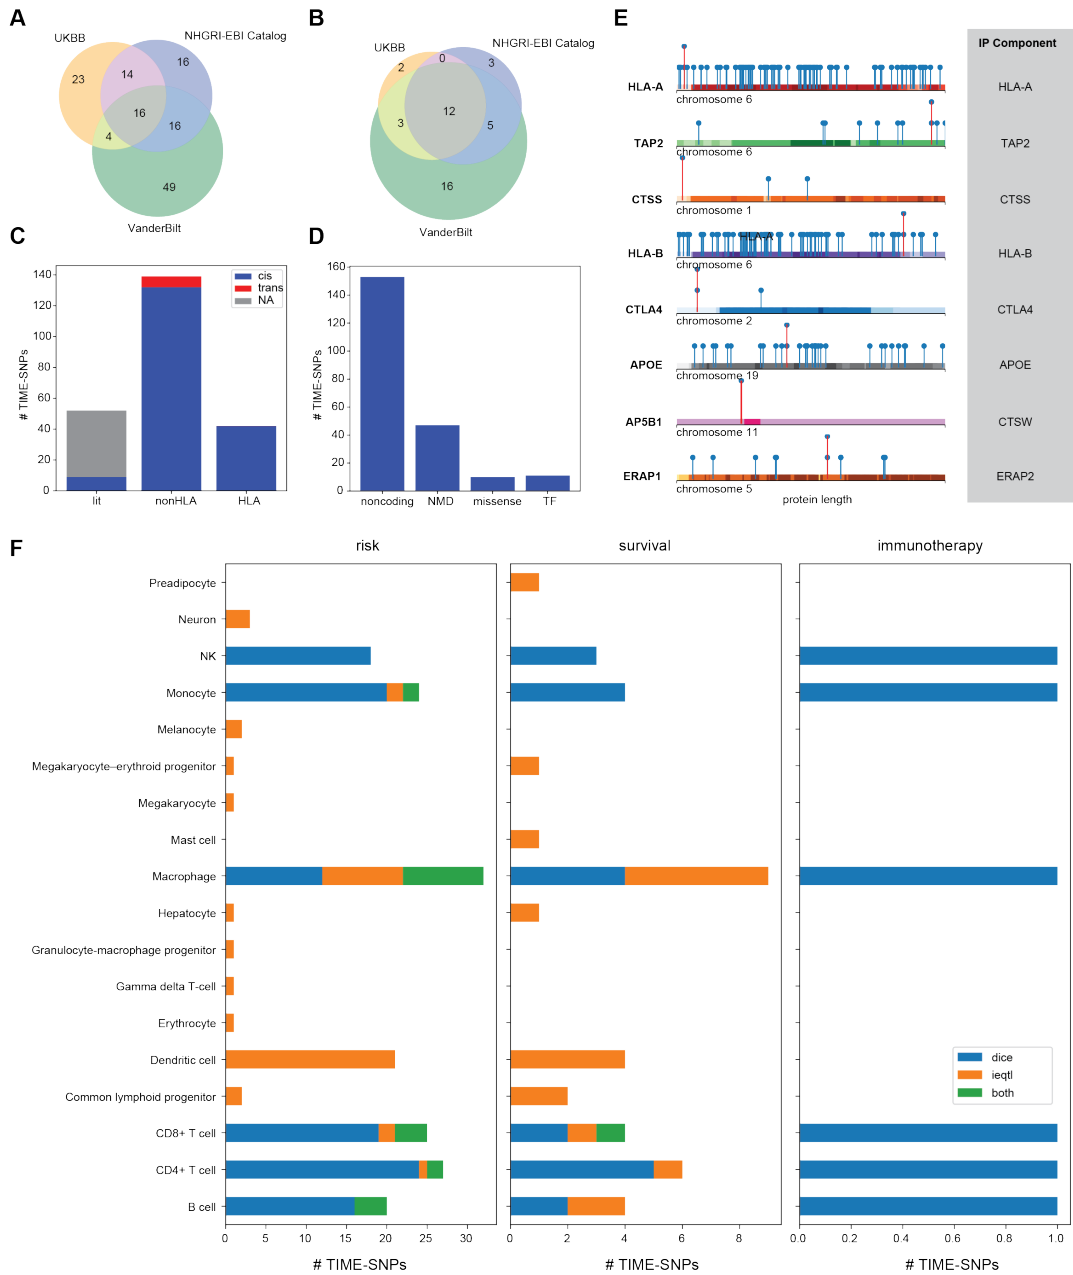 A
UKBB
NHGRI-EBI Catalog
23
14
16
16
4
16
49
VanderBilt
B
UKBB
NHGRI-EBI Catalog
2
0
3
12
3
5
16
VanderBilt
C
# TIME-SNPs
140
120
100
80
60
40
20
0
cis
trans
NA
lit
nonHLA
HLA
D
# TIME-SNPs
160
140
120
100
80
60
40
20
0
noncoding
NMD
missense
TF
E
IP Component
HLA-A
chromosome 6
HLA-A
TAP2
chromosome 6
TAP2
CTSS
chromosome 1
CTSS
HLA-A
HLA-B
chromosome 6
HLA-B
CTLA4
chromosome 2
CTLA4
APOE
chromosome 19
APOE
AP5B1
chromosome 11
CTSW
ERAP1
chromosome 5
ERAP2
protein length
F
risk
survival
immunotherapy
Preadipocyte
Neuron
NK
Monocyte
Melanocyte
Megakaryocyte–erythroid progenitor
Megakaryocyte
Mast cell
Macrophage
Hepatocyte
Granulocyte-macrophage progenitor
Gamma delta T-cell
Erythrocyte
Dendritic cell
Common lymphoid progenitor
CD8+ T cell
CD4+ T cell
B cell
dice
ieqtl
both
0 5 10 15 20 25 30
0 2 4 6 8
0.0 0.2 0.4 0.6 0.8 1.0
# TIME-SNPs
# TIME-SNPs
# TIME-SNPs